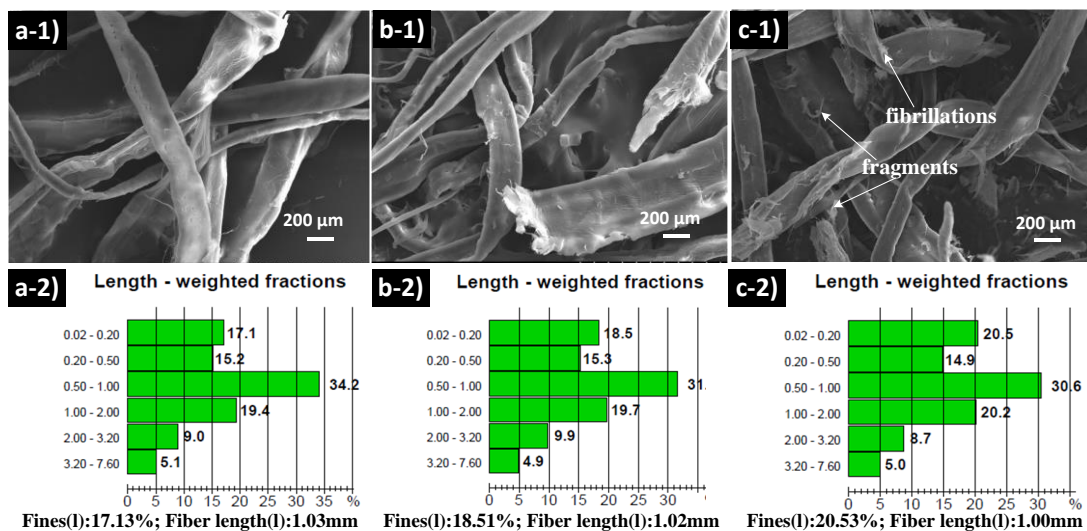 a-1)
200 μm
b-1)
200 μm
c-1)
fibrillations
fragments
200 μm
a-2)
Length - weighted fractions
0.02 - 0.20 17.1
0.20 - 0.50 15.2
0.50 - 1.00 34.2
1.00 - 2.00 19.4
2.00 - 3.20 9.0
3.20 - 7.60 5.1
0 5 10 15 20 25 30 35 %
Fines(l):17.13%; Fiber length(l):1.03mm
b-2)
Length - weighted fractions
0.02 - 0.20 18.5
0.20 - 0.50 15.3
0.50 - 1.00 31.
1.00 - 2.00 19.7
2.00 - 3.20 9.9
3.20 - 7.60 4.9
0 5 10 15 20 25 30 %
Fines(l):18.51%; Fiber length(l):1.02mm
c-2)
Length - weighted fractions
0.02 - 0.20 20.5
0.20 - 0.50 14.9
0.50 - 1.00 30.6
1.00 - 2.00 20.2
2.00 - 3.20 8.7
3.20 - 7.60 5.0
0 5 10 15 20 25 30 %
Fines(l):20.53%; Fiber length(l):1.00mm